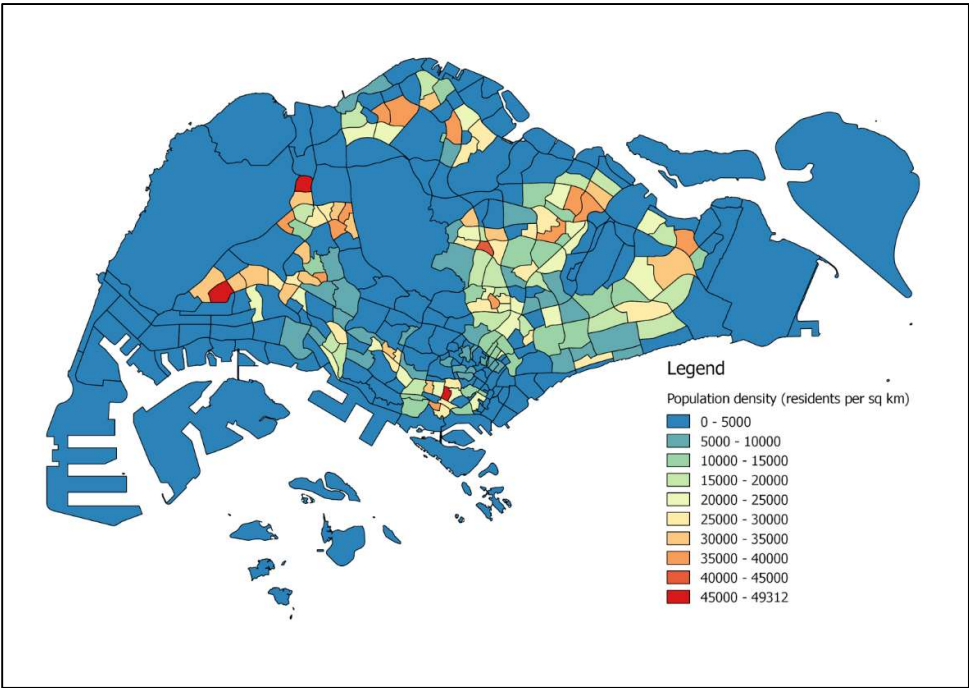 Legend
Population density (residents per sq km)
0 - 5000
5000 - 10000
10000 - 15000
15000 - 20000
20000 - 25000
25000 - 30000
30000 - 35000
35000 - 40000
40000 - 45000
45000 - 49312